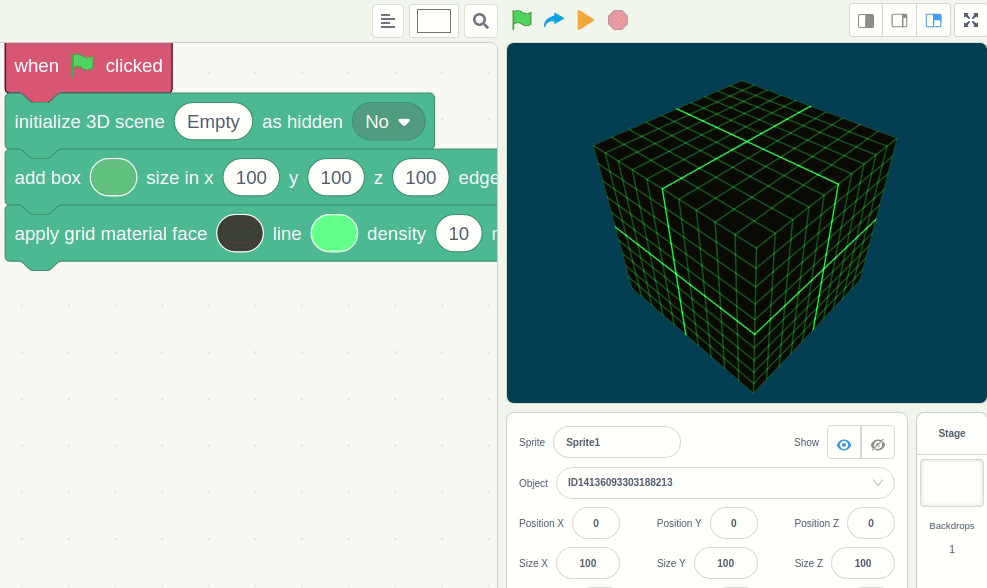 when clicked
initialize 3D scene Empty as hidden No
add box size in x 100 y 100 z 100 edge
apply grid material face line density 10
Sprite Sprite1 Show
Object ID14136093303188213
Position X 0 Position Y 0 Position Z 0
Size X 100 Size Y 100 Size Z 100
Stage
Backdrops
1